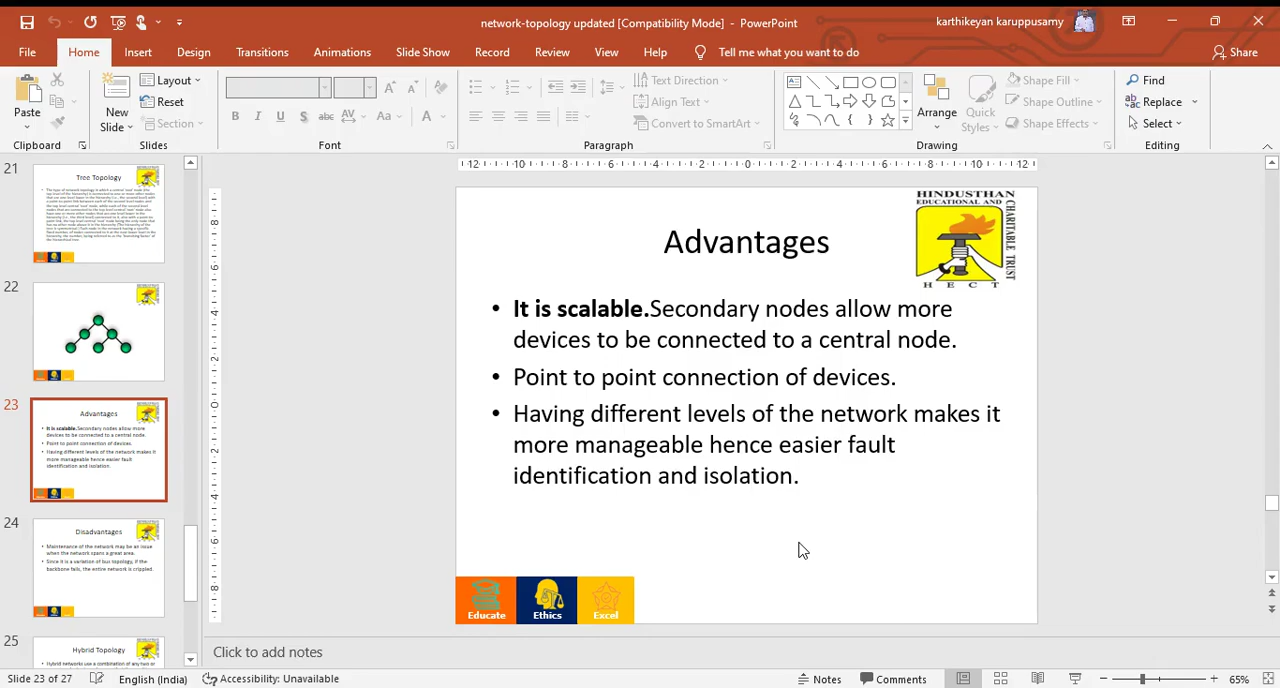 network-topology updated [Compatibility Mode] - PowerPoint
karthikeyan karuppusamy
File Home Insert Design Transitions Animations Slide Show Record Review View Help Tell me what you want to do Share
Paste
New Slide
Layout
Reset
Section
B I U S abc AV Aa A
Text Direction
Align Text
Convert to SmartArt
Arrange
Quick Styles
Shape Fill
Shape Outline
Shape Effects
Find
Replace
Select
Clipboard Slides Font Paragraph Drawing Editing
21
Tree Topology
22
23
Advantages
It is scalable.Secondary nodes allow more
devices to be connected to a central node.
Point to point connection of devices.
Having different levels of the network makes it
more manageable hence easier fault
identification and isolation.
24
Disadvantages
Maintenance of the network may be an issue
when the network spans a great area.
Since it is a variation of bus topology, if the
backbone fails, the entire network is crippled.
25
Hybrid Topology
Hybrid networks use a combination of any two or
HINDUSTHAN
EDUCATIONAL AND
CHARITABLE TRUST
H E C T
Advantages
• It is scalable.Secondary nodes allow more
devices to be connected to a central node.
• Point to point connection of devices.
• Having different levels of the network makes it
more manageable hence easier fault
identification and isolation.
Educate Ethics Excel
Click to add notes
Slide 23 of 27 English (India) Accessibility: Unavailable Notes Comments 65%